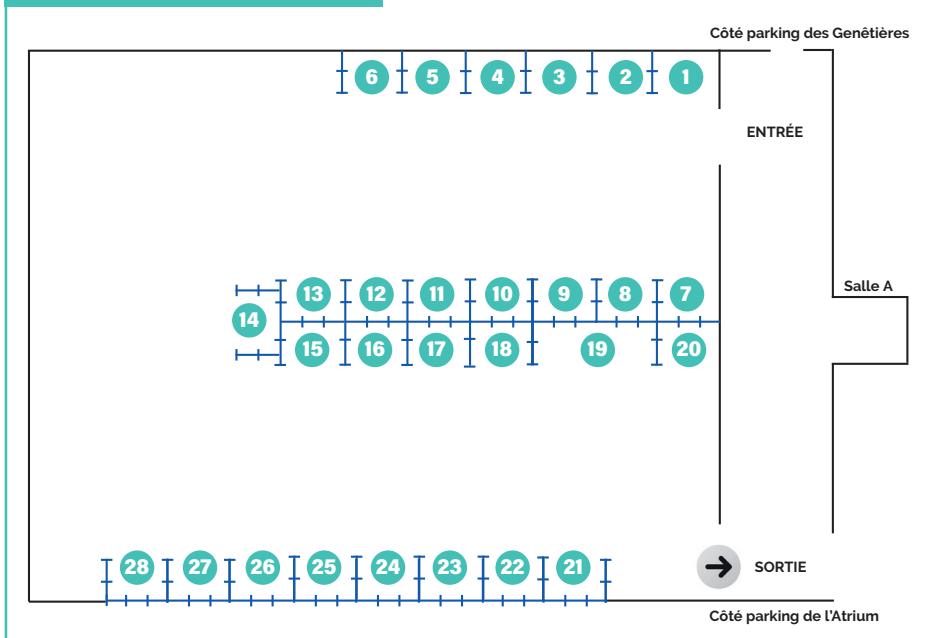 Côté parking des Genêtières
6 5 4 3 2 1
ENTRÉE
Salle A
13 12 11 10 9 8 7
14
15 16 17 18 19 20
28 27 26 25 24 23 22 21
SORTIE
Côté parking de l'Atrium